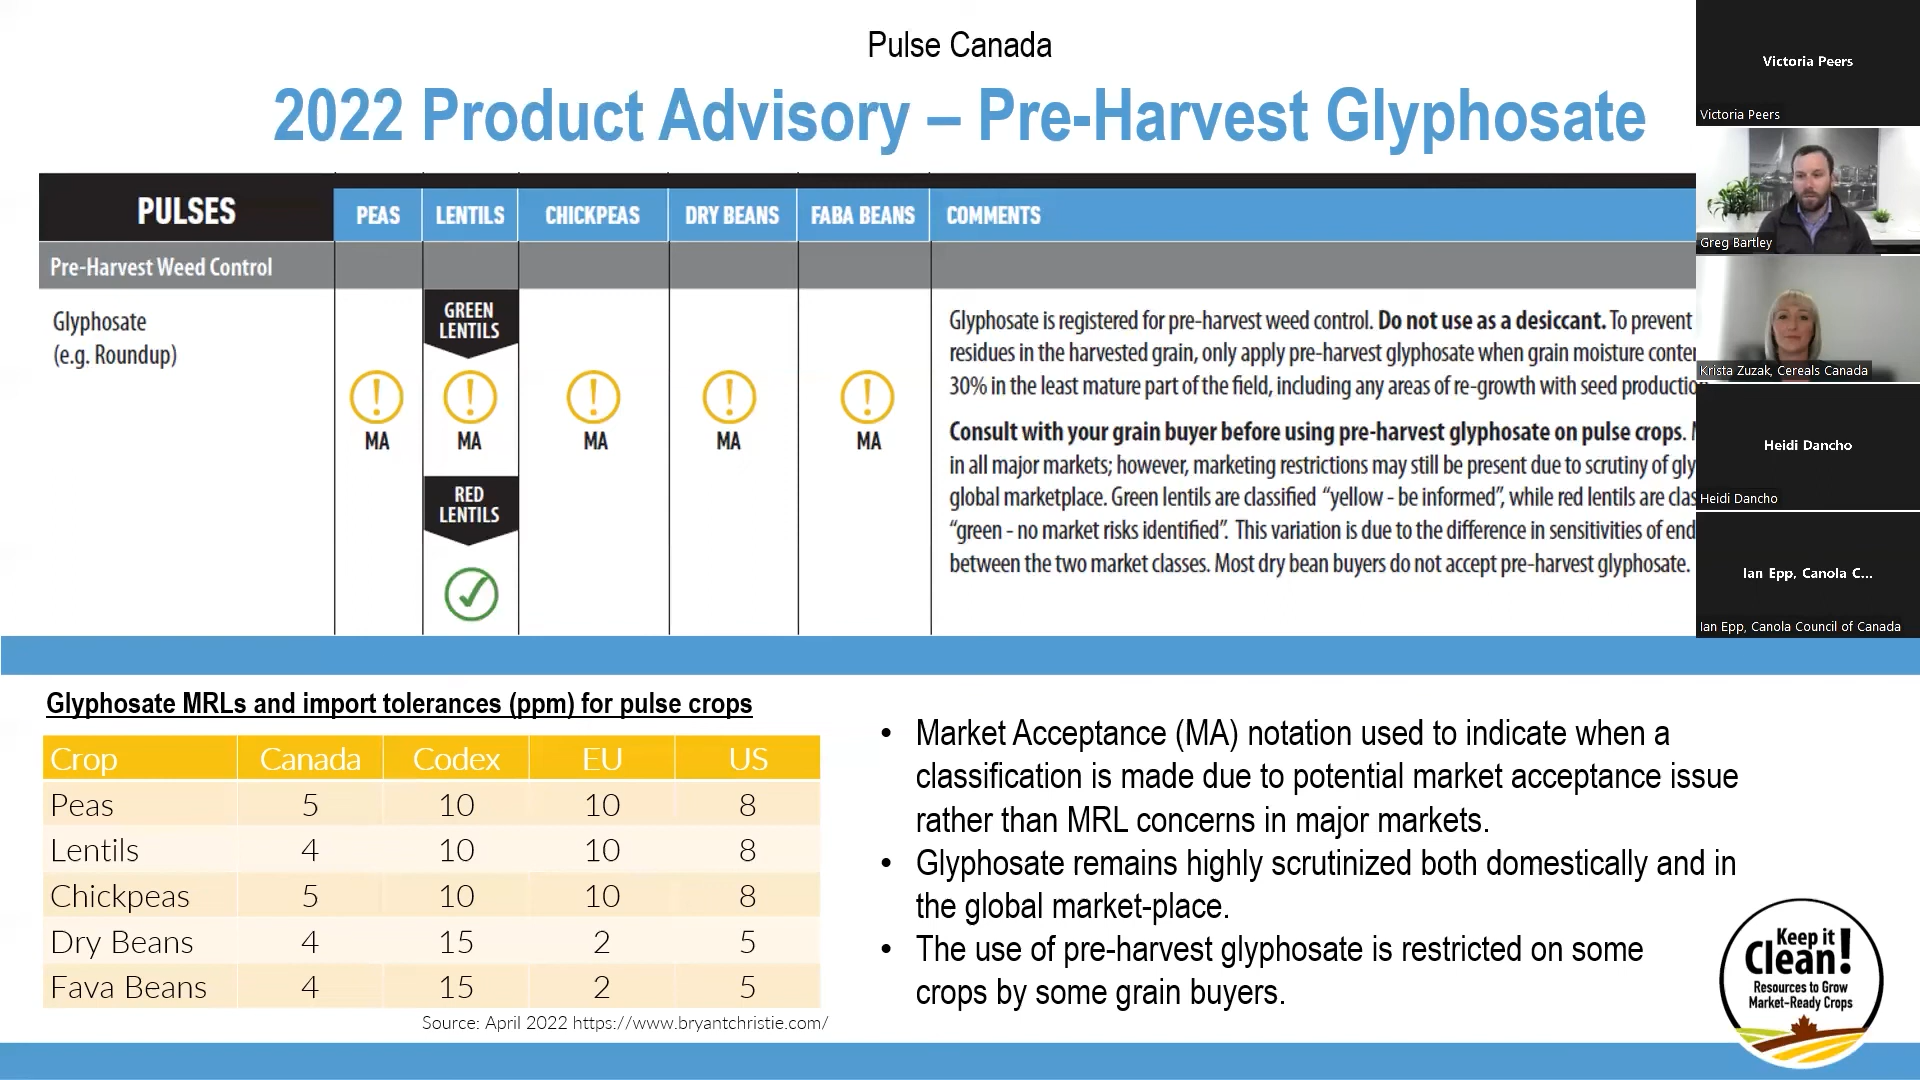 Pulse Canada
2022 Product Advisory – Pre-Harvest Glyphosate
PULSES PEAS LENTILS CHICKPEAS DRY BEANS FABA BEANS COMMENTS
Pre-Harvest Weed Control
Glyphosate
(e.g. Roundup)
GREEN
LENTILS
MA MA MA MA MA
RED
LENTILS
Glyphosate is registered for pre-harvest weed control. Do not use as a desiccant. To prevent
residues in the harvested grain, only apply pre-harvest glyphosate when grain moisture
30% in the least mature part of the field, including any areas of re-growth with seed
Consult with your grain buyer before using pre-harvest glyphosate on pulse crops.
in all major markets; however, marketing restrictions may still be present due to scrutiny of
global marketplace. Green lentils are classified “yellow - be informed”, while red lentils are
“green - no market risks identified”. This variation is due to the difference in sensitivities of end
between the two market classes. Most dry bean buyers do not accept pre-harvest glyphosate.
Glyphosate MRLs and import tolerances (ppm) for pulse crops
Crop Canada Codex EU US
Peas 5 10 10 8
Lentils 4 10 10 8
Chickpeas 5 10 10 8
Dry Beans 4 15 2 5
Fava Beans 4 15 2 5
Source: April 2022 https://www.bryantchristie.com/
• Market Acceptance (MA) notation used to indicate when a
classification is made due to potential market acceptance issue
rather than MRL concerns in major markets.
• Glyphosate remains highly scrutinized both domestically and in
the global market-place.
• The use of pre-harvest glyphosate is restricted on some
crops by some grain buyers.
Keep it
Clean!
Resources to Grow
Market-Ready Crops
Victoria Peers
Victoria Peers
Greg Bartley
Krista Zuzak, Cereals Canada
Heidi Dancho
Heidi Dancho
Ian Epp, Canola C...
Ian Epp, Canola Council of Canada